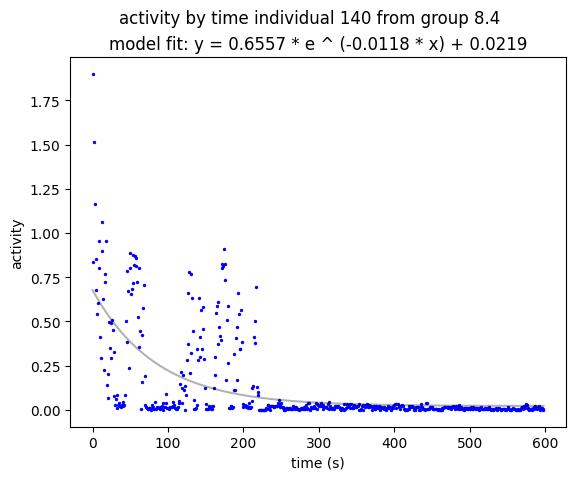 activity by time individual 140 from group 8.4
model fit: y = 0.6557 * e ^ (-0.0118 * x) + 0.0219
1.75
1.50
1.25
1.00
0.75
0.50
0.25
0.00
activity
0 100 200 300 400 500 600
time (s)